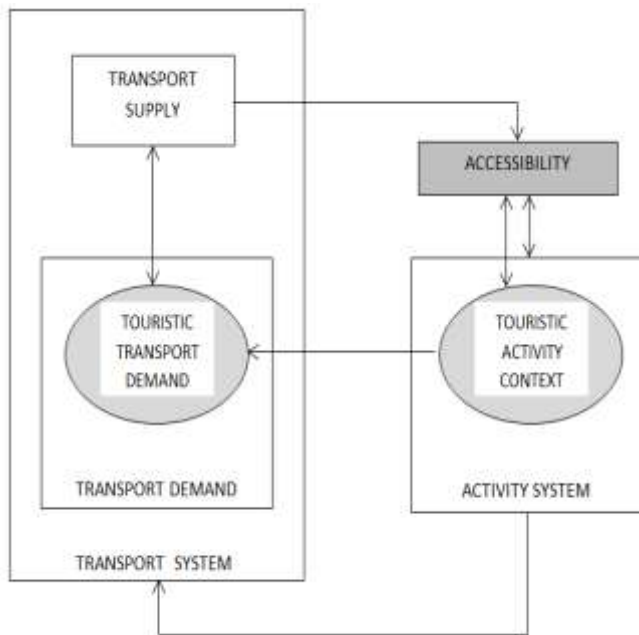 TRANSPORT
SUPPLY
ACCESSIBILITY
TOURISTIC
TRANSPORT
DEMAND
TOURISTIC
ACTIVITY
CONTEXT
TRANSPORT DEMAND
ACTIVITY SYSTEM
TRANSPORT SYSTEM